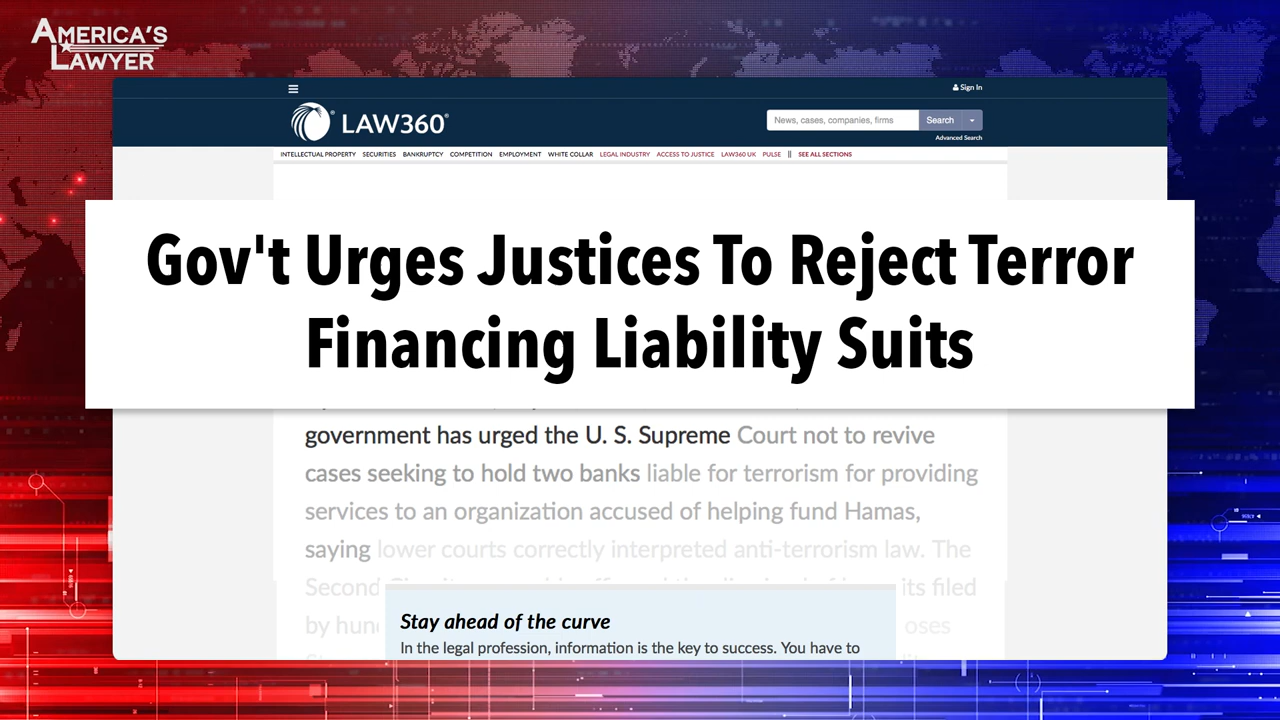 AMERICA'S
LAWYER
Sign In
LAW360®
News, cases, companies, firms
Search
Advanced Search
INTELLECTUAL PROPERTY SECURITIES BANKRUPTCY COMPETITION EMPLOYMENT WHITE COLLAR LEGAL INDUSTRY ACCESS TO JUSTICE LAW360 UK PULSE || SEE ALL SECTIONS
Gov't Urges Justices To Reject Terror
Financing Liability Suits
government has urged the U. S. Supreme Court not to revive
cases seeking to hold two banks liable for terrorism for providing
services to an organization accused of helping fund Hamas,
saying lower courts correctly interpreted anti-terrorism law. The
Second its filed
by
Stay ahead of the curve
In the legal profession, information is the key to success. You have to